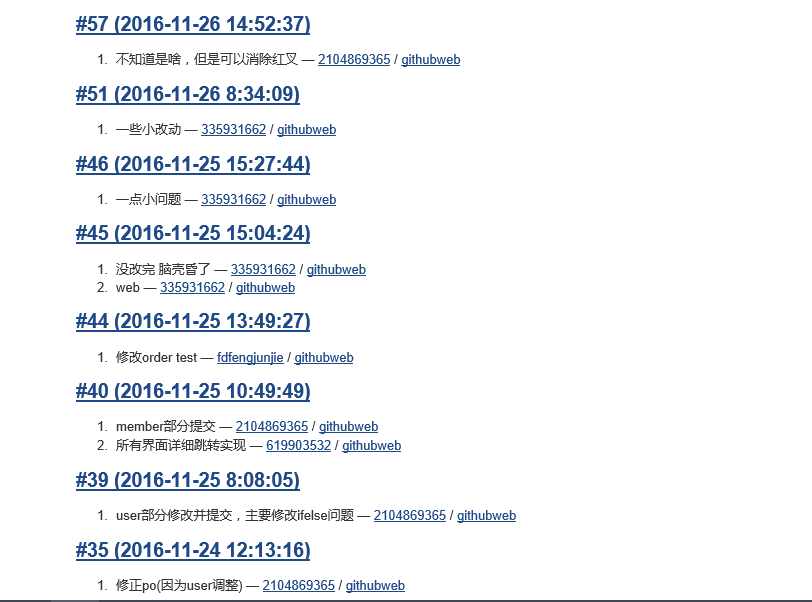 #57 (2016-11-26 14:52:37)
1. 不知道是啥，但是可以消除红叉 — 2104869365 / githubweb
#51 (2016-11-26 8:34:09)
1. 一些小改动 — 335931662 / githubweb
#46 (2016-11-25 15:27:44)
1. 一点小问题 — 335931662 / githubweb
#45 (2016-11-25 15:04:24)
1. 没改完 脑壳昏了 — 335931662 / githubweb
2. web — 335931662 / githubweb
#44 (2016-11-25 13:49:27)
1. 修改order test — fdfengjunjie / githubweb
#40 (2016-11-25 10:49:49)
1. member部分提交 — 2104869365 / githubweb
2. 所有界面详细跳转实现 — 619903532 / githubweb
#39 (2016-11-25 8:08:05)
1. user部分修改并提交，主要修改ifelse问题 — 2104869365 / githubweb
#35 (2016-11-24 12:13:16)
1. 修正po(因为user调整) — 2104869365 / githubweb